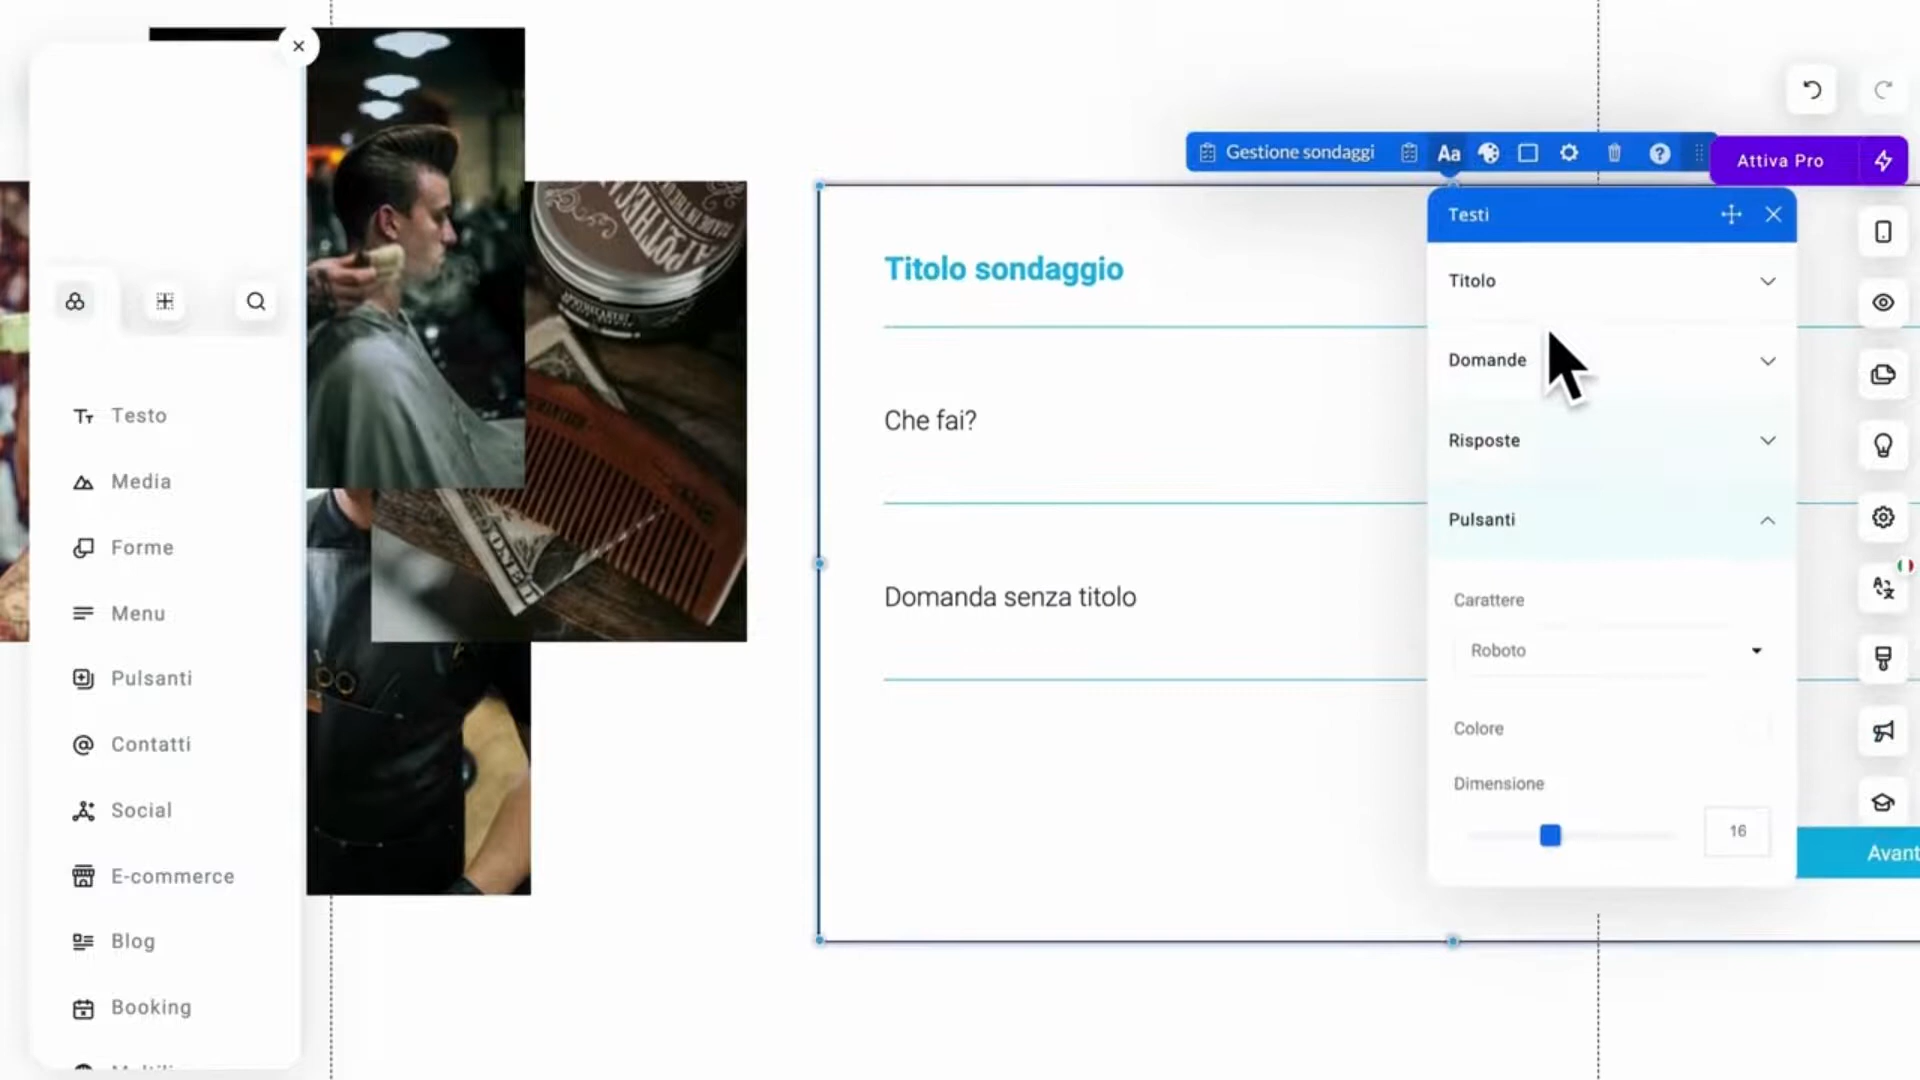 Testo
Media
Forme
Menu
Pulsanti
Contatti
Social
E-commerce
Blog
Booking
Gestione sondaggi
Aa
?
Attiva Pro
Titolo sondaggio
Che fai?
Domanda senza titolo
Testi
Titolo
Domande
Risposte
Pulsanti
Carattere
Roboto
Colore
Dimensione
16
Avant